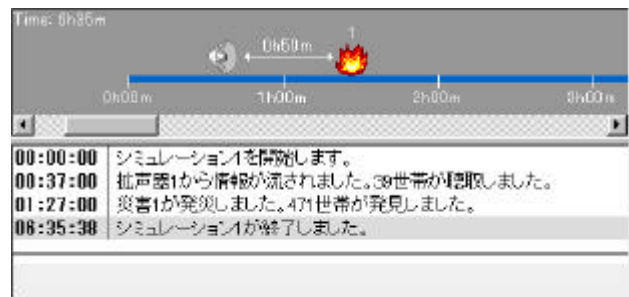 Time: 6h35m
1
0h50m
0h00m 1h00m 2h00m 3h00m
00:00:00 シミュレーション1を開始します。
00:37:00 拡声器1から情報が流されました。39世帯が聴取しました。
01:27:00 災害1が発災しました。471世帯が発見しました。
06:35:38 シミュレーション1が終了しました。